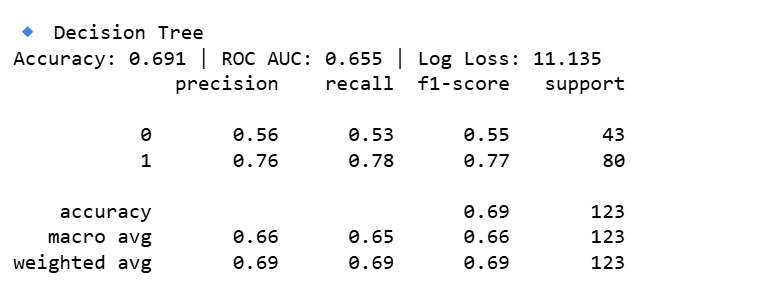 🔹 Decision Tree
Accuracy: 0.691 | ROC AUC: 0.655 | Log Loss: 11.135
precision recall f1-score support
0 0.56 0.53 0.55 43
1 0.76 0.78 0.77 80
accuracy 0.69 123
macro avg 0.66 0.65 0.66 123
weighted avg 0.69 0.69 0.69 123